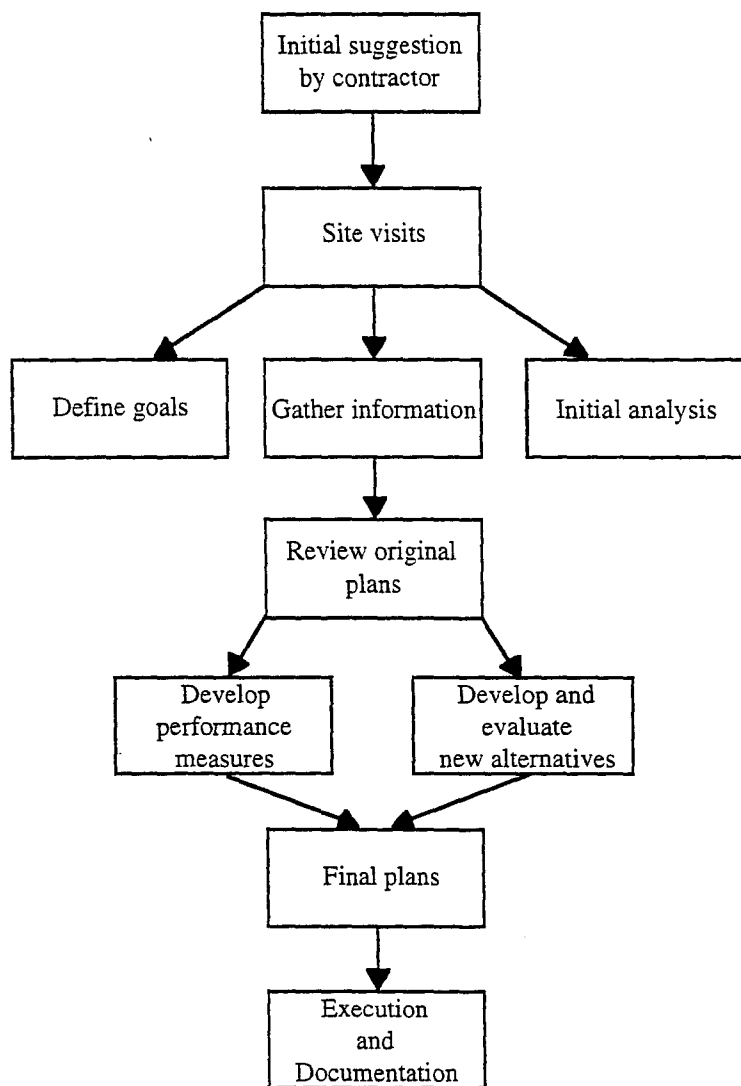 Initial suggestion
by contractor
Site visits
Define goals
Gather information
Initial analysis
Review original
plans
Develop
performance
measures
Develop and
evaluate
new alternatives
Final plans
Execution
and
Documentation